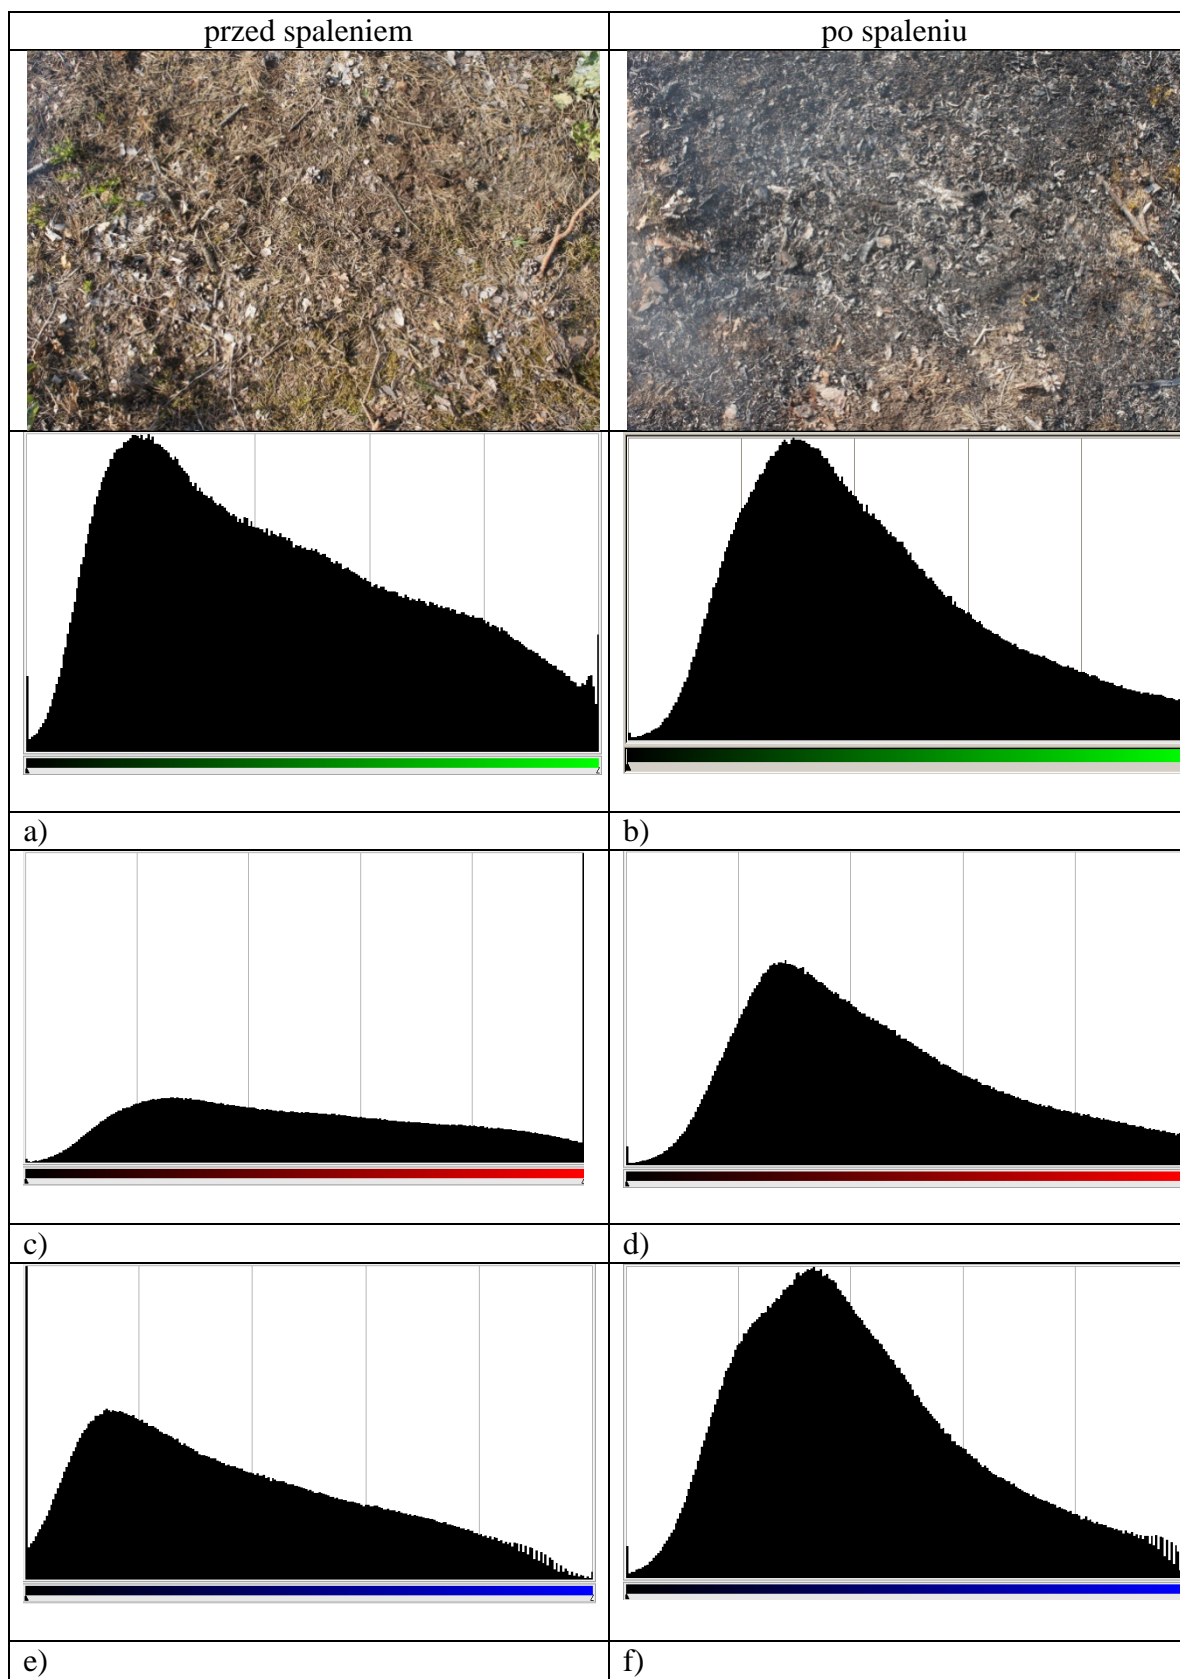 przed spaleniem
po spaleniu
a)
b)
c)
d)
e)
f)